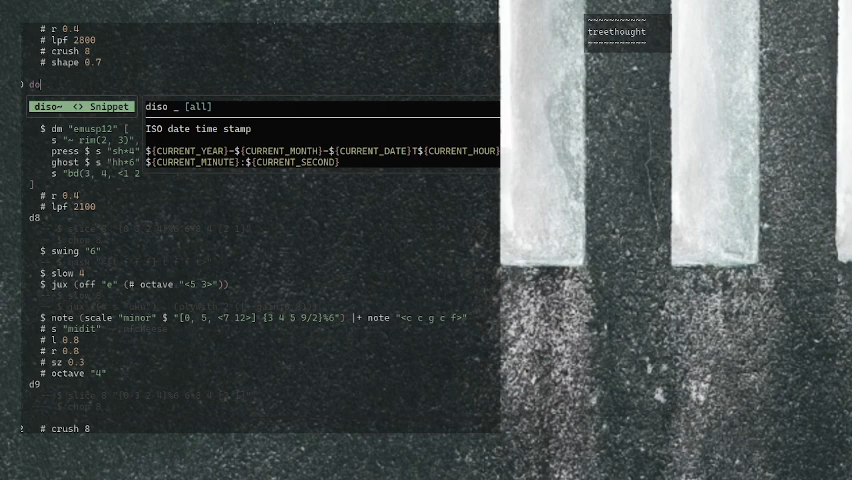 # r 0.4
# lpf 2800
# crush 8
# shape 0.7
~~~~~~~~~~~
treethought
~~~~~~~~~~~
do
diso~ <> Snippet
diso _ [all]
ISO date time stamp
${CURRENT_YEAR}-${CURRENT_MONTH}-${CURRENT_DATE}T${CURRENT_HOUR}
${CURRENT_MINUTE}:${CURRENT_SECOND}
$ dm "emusp12" [
s "~ rim(2, 3)"
press $ s "sh*4"
ghost $ s "hh*6"
s "bd(3, 4, <1 2
]
# r 0.4
# lpf 2100
d8
$ swing "6"
$ slow 4
$ jux (off "e" (# octave "<5 3>"))
$ note (scale "minor" $ "[0, 5, <7 12>] {3 4 5 9/2}%6") |+ note "<c c g c f>"
# s "midit"
# l 0.8
# r 0.8
# sz 0.3
# octave "4"
d9
# crush 8